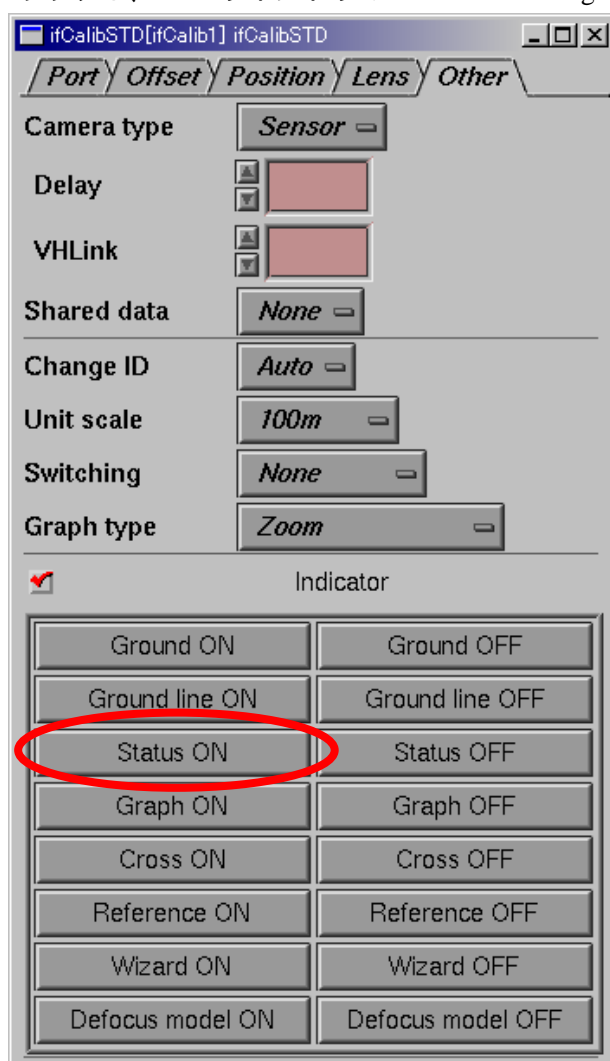 ifCalibSTD[ifCalib1] ifCalibSTD
Port Offset Position Lens Other
Camera type Sensor
Delay
VHLink
Shared data None
Change ID Auto
Unit scale 100m
Switching None
Graph type Zoom
Indicator
Ground ON Ground OFF
Ground line ON Ground line OFF
Status ON Status OFF
Graph ON Graph OFF
Cross ON Cross OFF
Reference ON Reference OFF
Wizard ON Wizard OFF
Defocus model ON Defocus model OFF